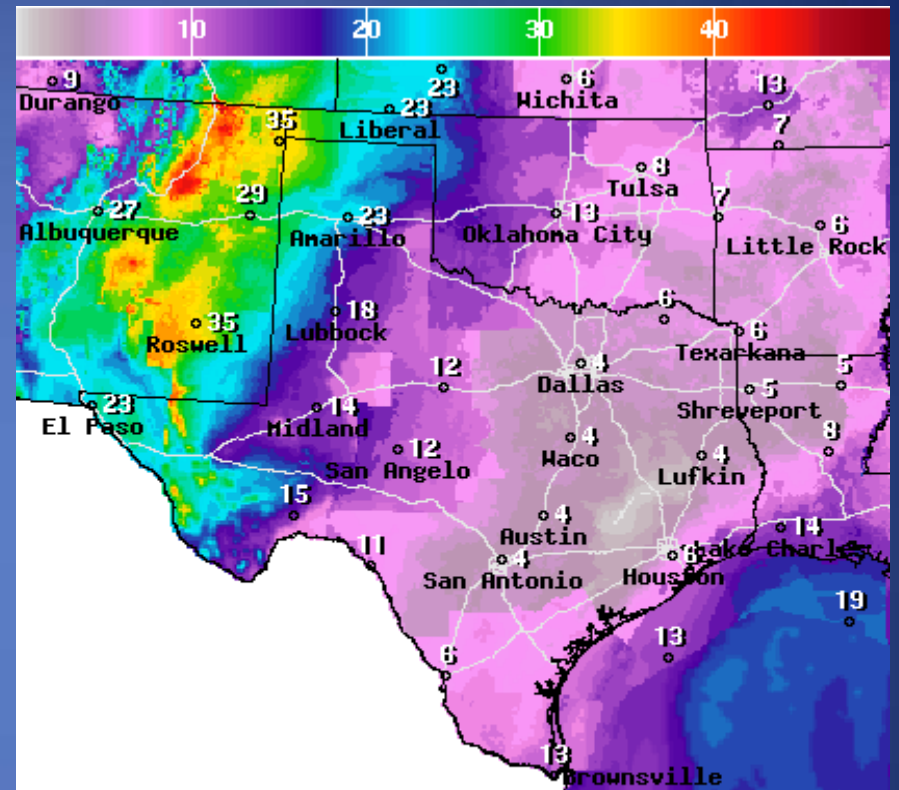 10 20 30 40
9
Durango
23
23
Liberal
6
Wichita
13
7
35
8
Tulsa
27
Albuquerque
29
23
Amarillo
13
Oklahoma City
7
6
Little Rock
35
Roswell
18
Lubbock
6
6
Texarkana
4
Dallas
12
5
Shreveport
5
23
El Paso
14
Midland
12
San Angelo
4
Waco
4
Lufkin
8
15
4
Austin
14
Lake Charles
11
4
San Antonio
Houston
19
13
6
13
Brownsville